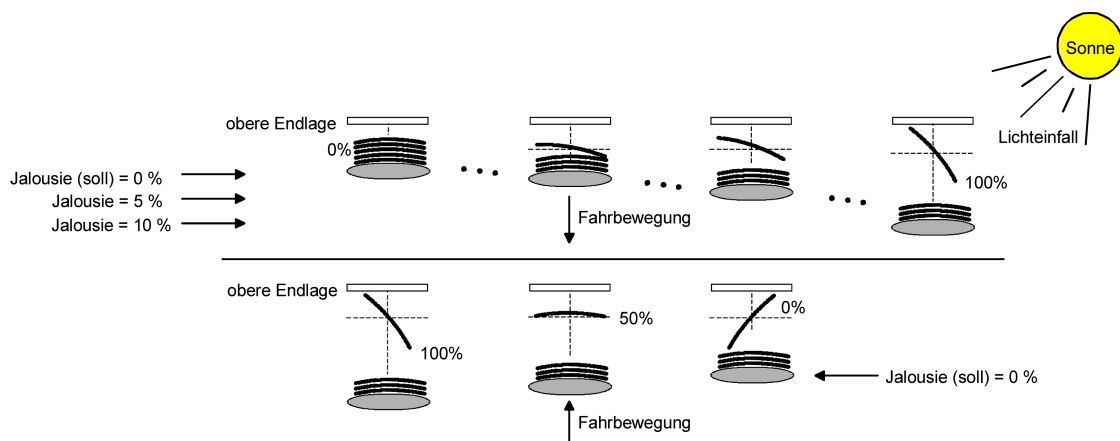 Sonne
obere Endlage
0%
Lichteinfall
100%
Jalousie (soll) = 0 %
Jalousie = 5 %
Jalousie = 10 %
Fahrbewegung
obere Endlage
100%
50%
0%
Jalousie (soll) = 0 %
Fahrbewegung